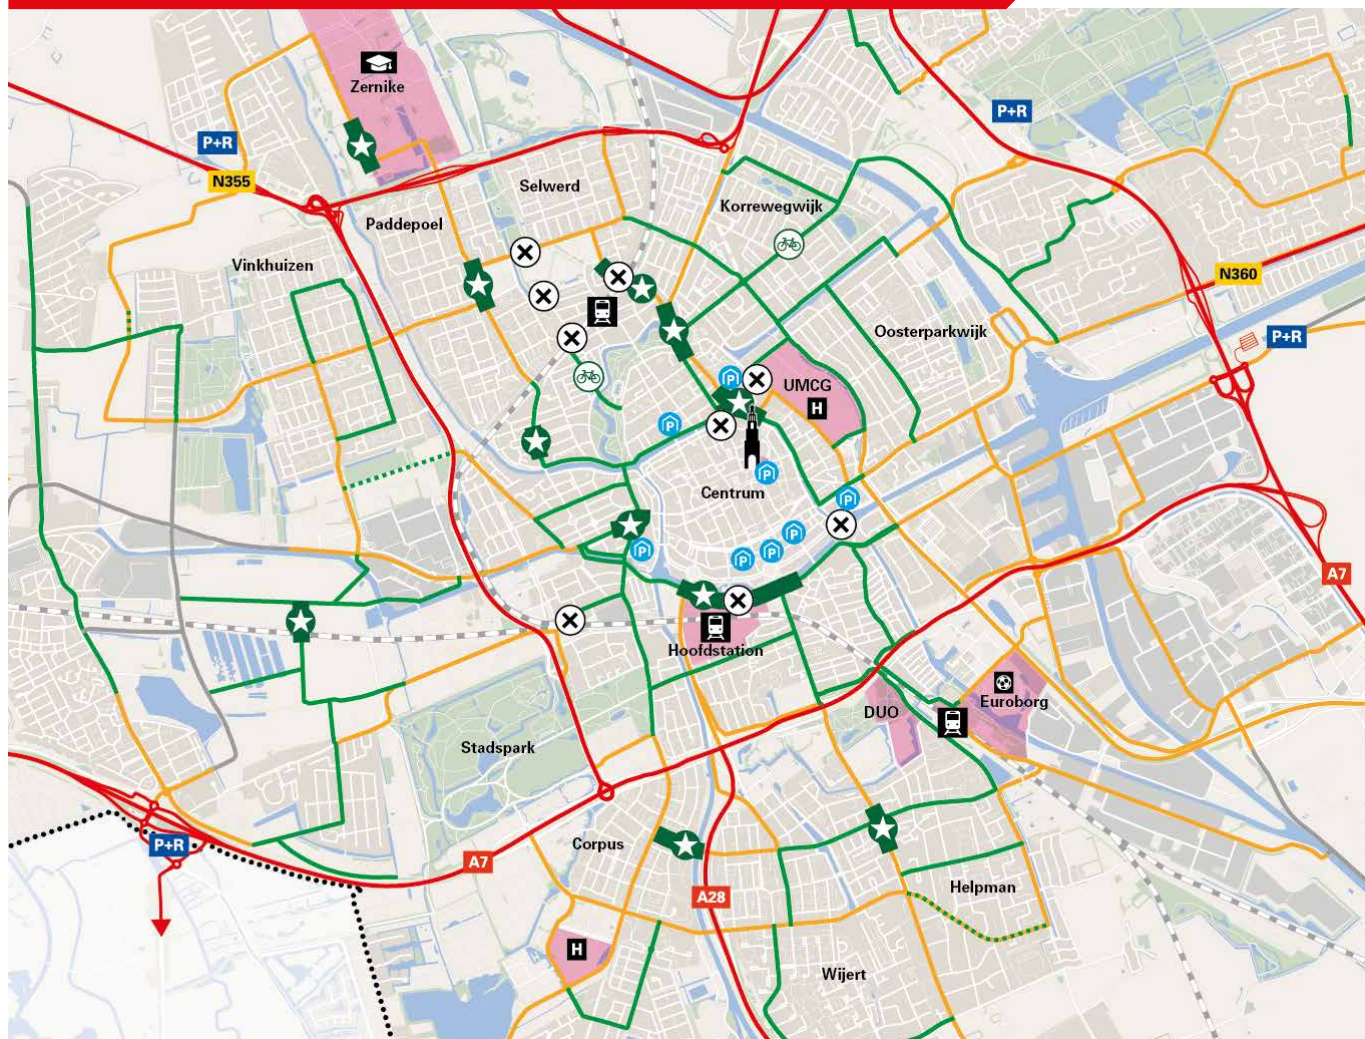 Zernike
P+R
P+R
N355
Selwerd
Korrewegwijk
Paddepoel
Vinkhuizen
N360
Oosterparkwijk
P+R
P
UMCG
H
P
P
Centrum
P
P
P
P
P
A7
Hoofdstation
DUO
Euroborg
Stadspark
P+R
Corpus
A7
A28
Helpman
H
Wijert